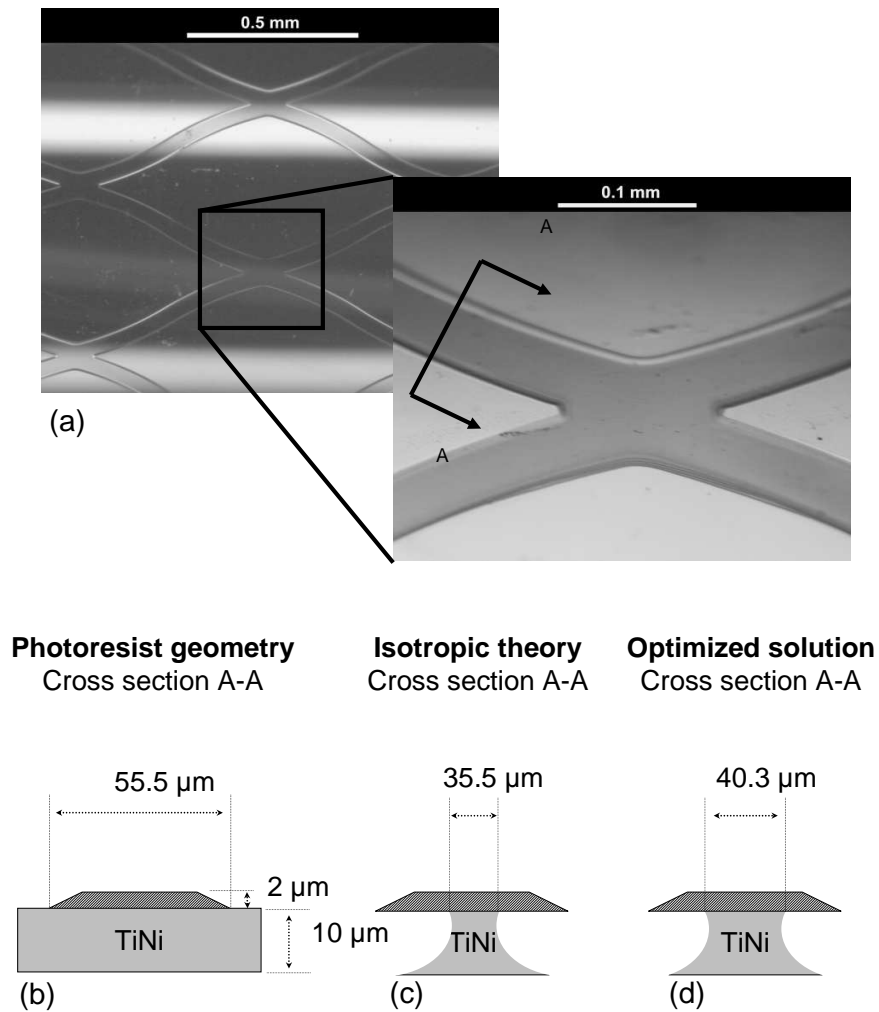 0.5 mm
0.1 mm
A
A
(a)
Photoresist geometry
Cross section A-A
Isotropic theory
Cross section A-A
Optimized solution
Cross section A-A
55.5 μm
35.5 μm
40.3 μm
2 μm
10 μm
TiNi
TiNi
TiNi
(b)
(c)
(d)